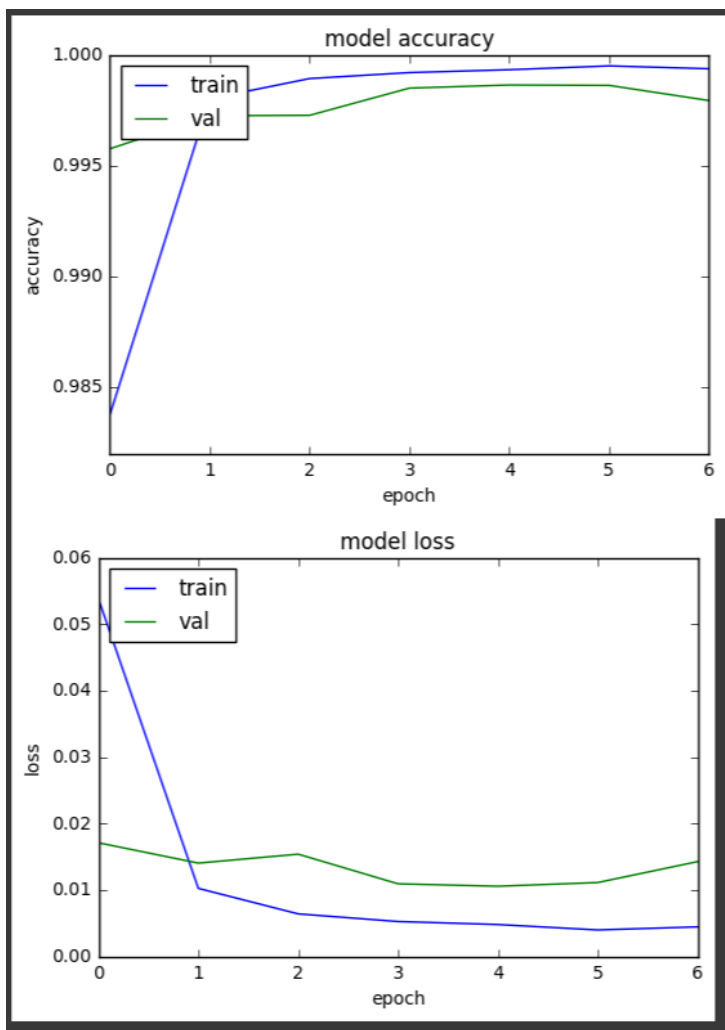 model accuracy
1.000
train
val
0.995
accuracy
0.990
0.985
0 1 2 3 4 5 6
epoch
model loss
0.06
train
val
0.05
0.04
loss
0.03
0.02
0.01
0.00
0 1 2 3 4 5 6
epoch